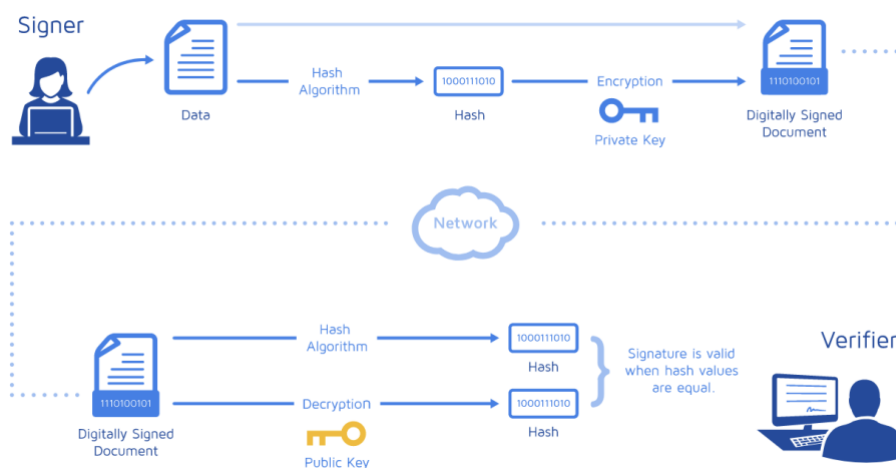 Signer
Data
Hash
Algorithm
1000111010
Hash
Encryption
Private Key
1110100101
Digitally Signed
Document
Network
1110100101
Digitally Signed
Document
Hash
Algorithm
1000111010
Hash
Decryption
Public Key
1000111010
Hash
Signature is valid
when hash values
are equal.
Verifier